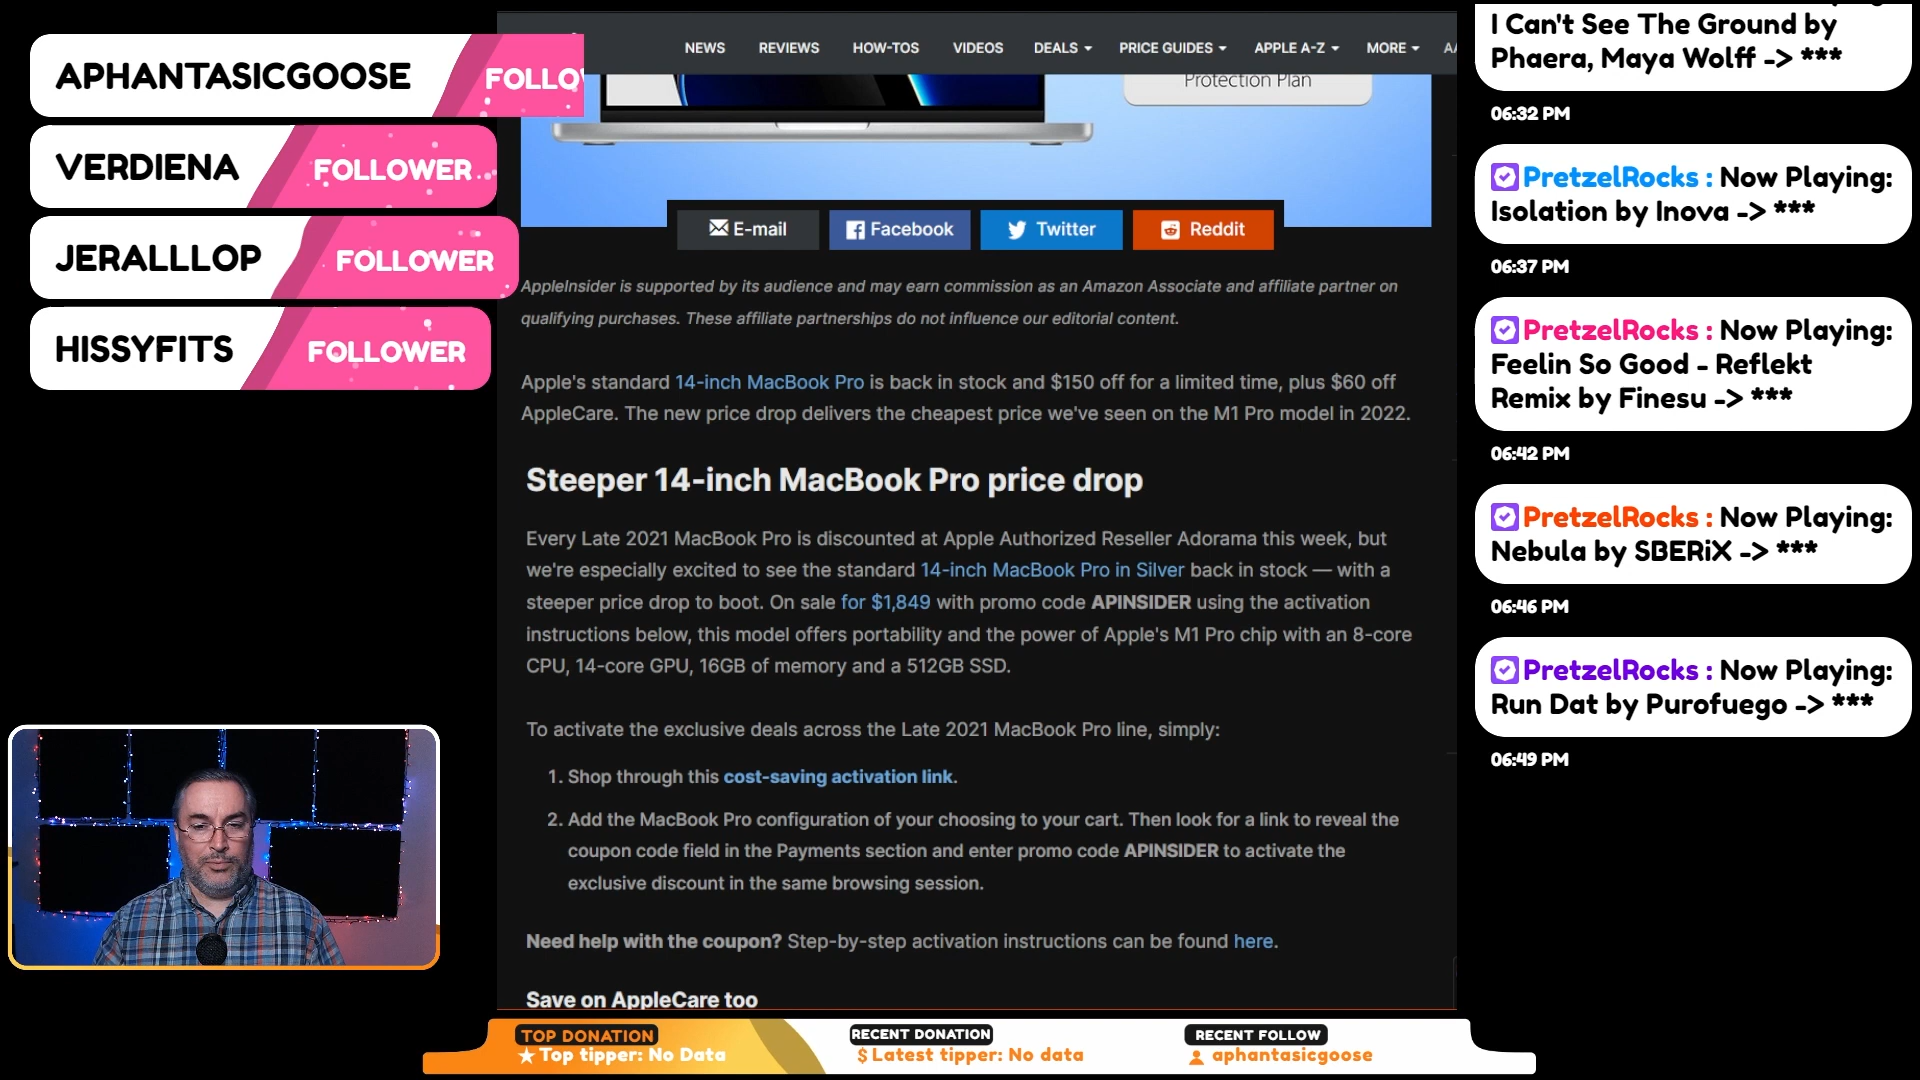 APHANTASICGOOSE FOLLO
VERDIENA FOLLOWER
JERALLLOP FOLLOWER
HISSYFITS FOLLOWER
NEWS REVIEWS HOW-TOS VIDEOS DEALS PRICE GUIDES APPLE A-Z MORE
Protection Plan
E-mail Facebook Twitter Reddit
AppleInsider is supported by its audience and may earn commission as an Amazon Associate and affiliate partner on
qualifying purchases. These affiliate partnerships do not influence our editorial content.
Apple's standard 14-inch MacBook Pro is back in stock and $150 off for a limited time, plus $60 off
AppleCare. The new price drop delivers the cheapest price we've seen on the M1 Pro model in 2022.
Steeper 14-inch MacBook Pro price drop
Every Late 2021 MacBook Pro is discounted at Apple Authorized Reseller Adorama this week, but
we're especially excited to see the standard 14-inch MacBook Pro in Silver back in stock — with a
steeper price drop to boot. On sale for $1,849 with promo code APINSIDER using the activation
instructions below, this model offers portability and the power of Apple's M1 Pro chip with an 8-core
CPU, 14-core GPU, 16GB of memory and a 512GB SSD.
To activate the exclusive deals across the Late 2021 MacBook Pro line, simply:
1. Shop through this cost-saving activation link.
2. Add the MacBook Pro configuration of your choosing to your cart. Then look for a link to reveal the
coupon code field in the Payments section and enter promo code APINSIDER to activate the
exclusive discount in the same browsing session.
Need help with the coupon? Step-by-step activation instructions can be found here.
Save on AppleCare too
I Can't See The Ground by
Phaera, Maya Wolff -> ***
06:32 PM
PretzelRocks : Now Playing:
Isolation by Inova -> ***
06:37 PM
PretzelRocks : Now Playing:
Feelin So Good - Reflekt
Remix by Finesu -> ***
06:42 PM
PretzelRocks : Now Playing:
Nebula by SBERiX -> ***
06:46 PM
PretzelRocks : Now Playing:
Run Dat by Purofuego -> ***
06:49 PM
TOP DONATION
Top tipper: No Data
RECENT DONATION
$ Latest tipper: No data
RECENT FOLLOW
aphantasicgoose